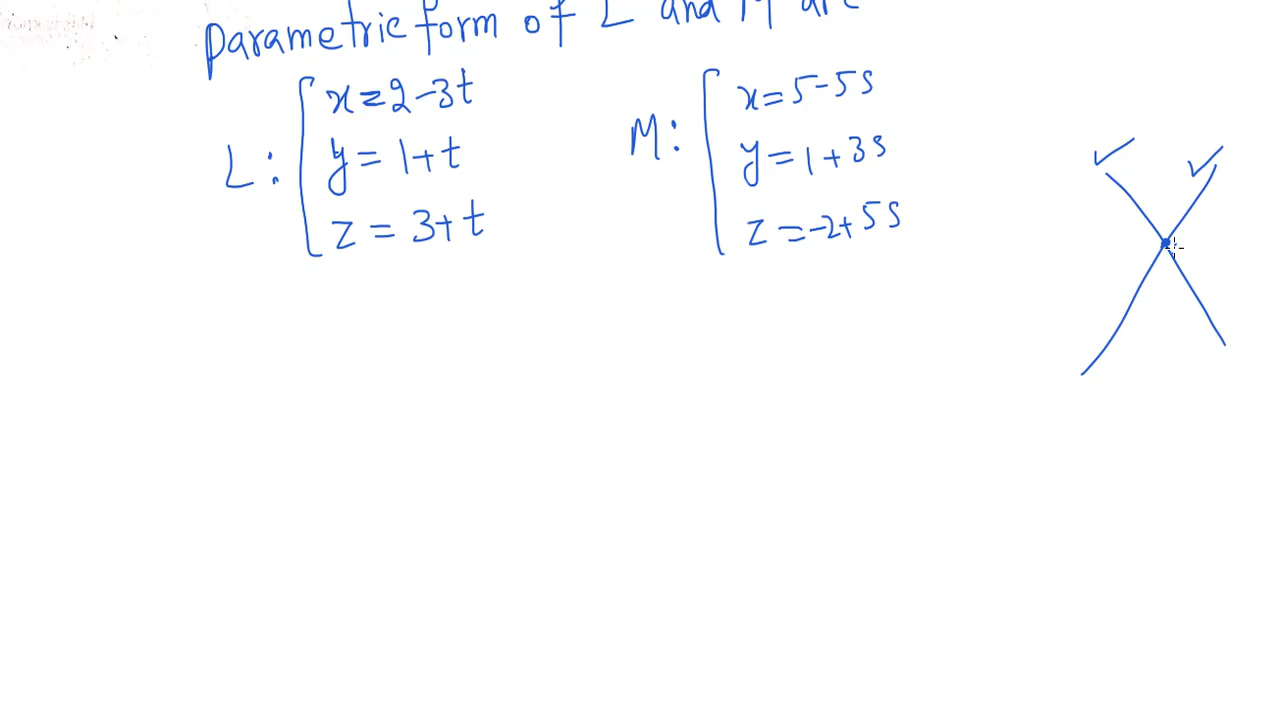 Parametric form of L and M are
L: { x = 2 - 3t
y = 1 + t
z = 3 + t
M: { x = 5 - 5s
y = 1 + 3s
z = -2 + 5s